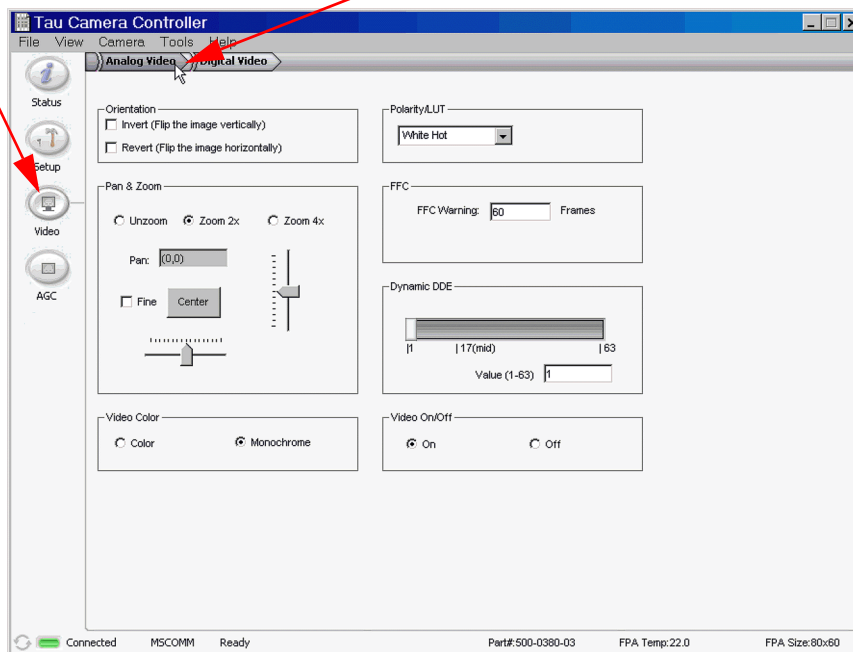 Tau Camera Controller
File View Camera Tools Help
Analog Video Digital Video
Status
Setup
Video
AGC
Orientation
Invert (Flip the image vertically)
Revert (Flip the image horizontally)
Polarity/LUT
White Hot
Pan & Zoom
Unzoom Zoom 2x Zoom 4x
Pan: (0,0)
Fine Center
FFC
FFC Warning: 60 Frames
Dynamic DDE
|1 |17(mid) |63
Value (1-63) 1
Video Color
Color Monochrome
Video On/Off
On Off
Connected MSCOMM Ready Part#:500-0380-03 FPA Temp:22.0 FPA Size:80x60